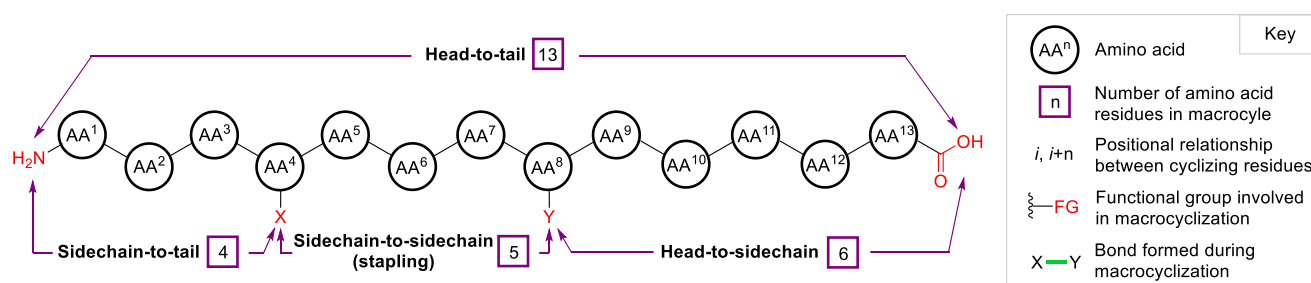 Head-to-tail 13
H₂N AA¹ AA² AA³ AA⁴ AA⁵ AA⁶ AA⁷ AA⁸ AA⁹ AA¹⁰ AA¹¹ AA¹² AA¹³ OH
O
X Y
Sidechain-to-tail 4
Sidechain-to-sidechain
(stapling) 5
Head-to-sidechain 6
Key
AAⁿ Amino acid
n Number of amino acid
residues in macrocyle
i, i+n Positional relationship
between cyclizing residues
FG Functional group involved
in macrocyclization
X Y Bond formed during
macrocyclization